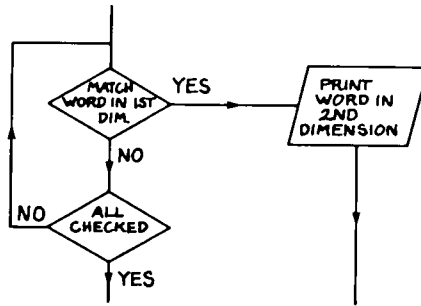 MATCH
WORD IN 1ST
DIM.
YES
PRINT
WORD IN
2ND
DIMENSION
NO
NO
ALL
CHECKED
YES